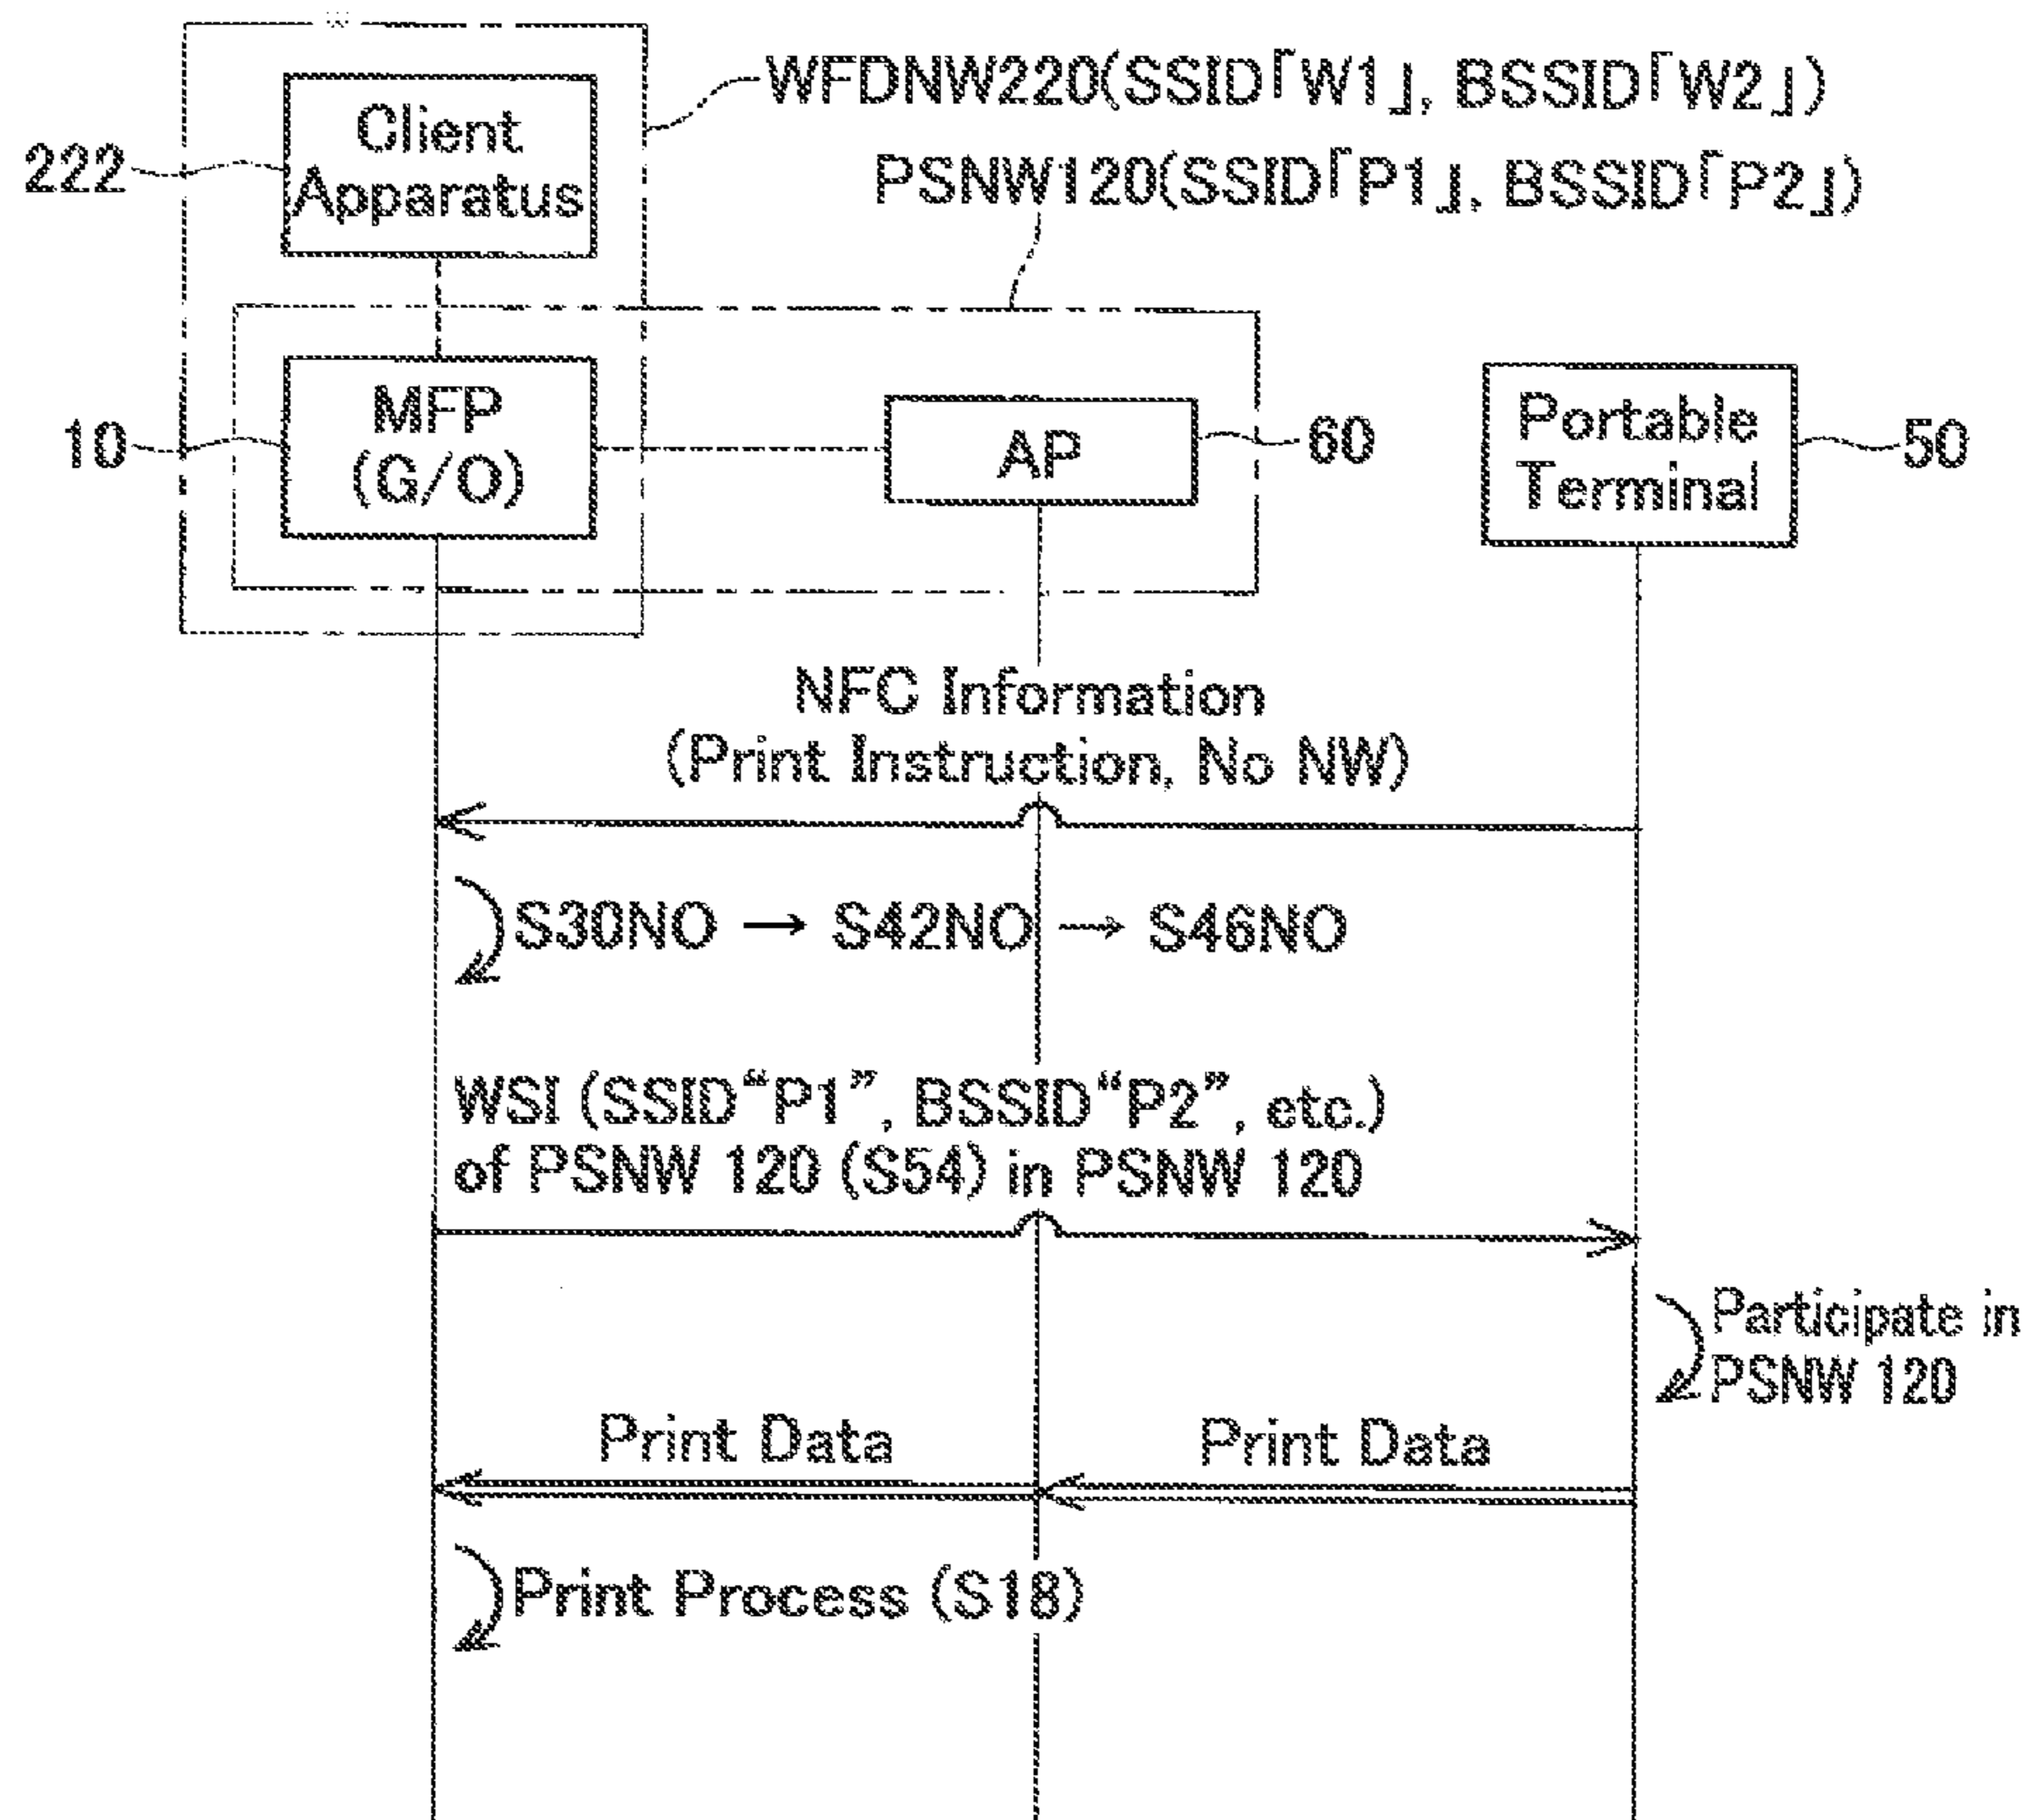 WFDNW220(SSID「W1」, BSSID「W2」)
Client
Apparatus
222
PSNW120(SSID「P1」, BSSID「P2」)
MFP
(G/O)
10
AP
60
Portable
Terminal
50
NFC Information
(Print Instruction, No NW)
S30NO → S42NO → S46NO
WSI (SSID“P1”, BSSID“P2”, etc.)
of PSNW 120 (S54) in PSNW 120
Participate in
PSNW 120
Print Data
Print Data
Print Process (S18)